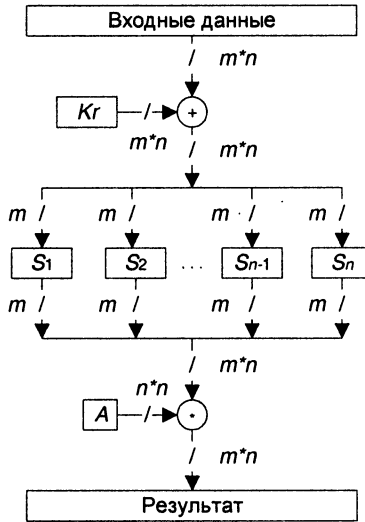 Входные данные
/ m*n
Kr / +
m*n / m*n
m / m / m / m /
S1 S2 ... Sn-1 Sn
m / m / m / m /
/ m*n
n*n
A / *
/ m*n
Результат